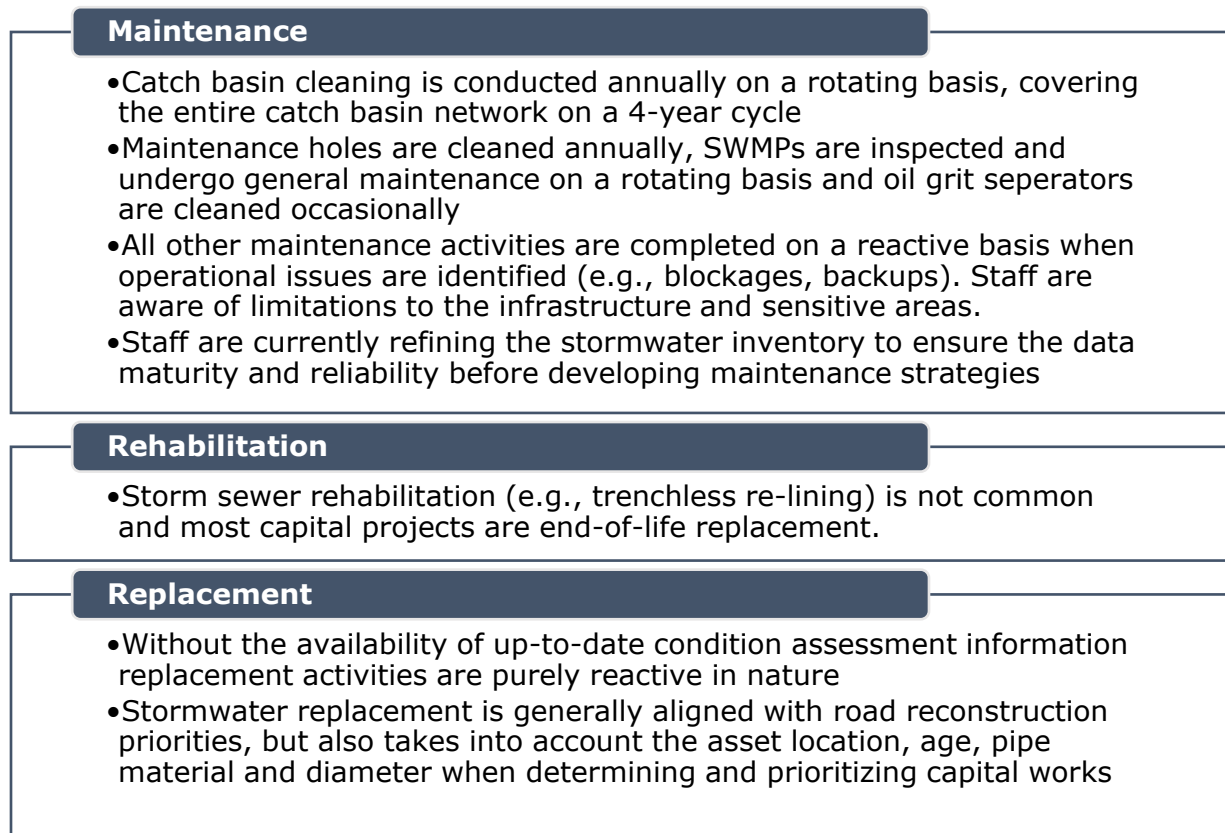 Maintenance
•Catch basin cleaning is conducted annually on a rotating basis, covering
the entire catch basin network on a 4-year cycle
•Maintenance holes are cleaned annually, SWMPs are inspected and
undergo general maintenance on a rotating basis and oil grit seperators
are cleaned occasionally
•All other maintenance activities are completed on a reactive basis when
operational issues are identified (e.g., blockages, backups). Staff are
aware of limitations to the infrastructure and sensitive areas.
•Staff are currently refining the stormwater inventory to ensure the data
maturity and reliability before developing maintenance strategies
Rehabilitation
•Storm sewer rehabilitation (e.g., trenchless re-lining) is not common
and most capital projects are end-of-life replacement.
Replacement
•Without the availability of up-to-date condition assessment information
replacement activities are purely reactive in nature
•Stormwater replacement is generally aligned with road reconstruction
priorities, but also takes into account the asset location, age, pipe
material and diameter when determining and prioritizing capital works